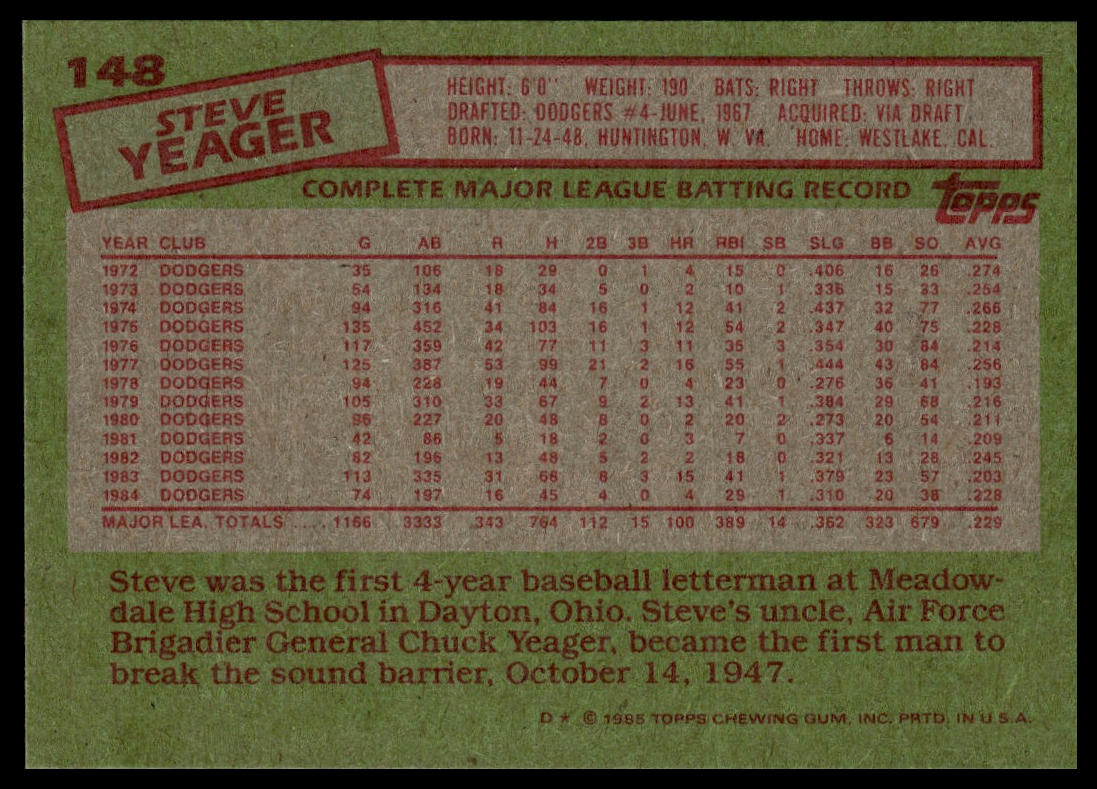 148
STEVE
YEAGER
HEIGHT: 6'0" WEIGHT: 190 BATS: RIGHT THROWS: RIGHT
DRAFTED: DODGERS #4-JUNE, 1967 ACQUIRED: VIA DRAFT
BORN: 11-24-48, HUNTINGTON, W. VA. HOME: WESTLAKE, CAL.
COMPLETE MAJOR LEAGUE BATTING RECORD
topps
YEAR CLUB G AB R H 2B 3B HR RBI SB SLG BB SO AVG
1972 DODGERS 35 106 18 29 0 1 4 15 0 .406 16 26 .274
1973 DODGERS 54 134 18 34 5 0 2 10 1 .336 15 33 .254
1974 DODGERS 94 316 41 84 16 1 12 41 2 .437 32 77 .266
1975 DODGERS 135 452 34 103 16 1 12 54 2 .347 40 75 .228
1976 DODGERS 117 359 42 77 11 3 11 35 3 .354 30 84 .214
1977 DODGERS 125 387 53 99 21 2 16 55 1 .444 43 84 .256
1978 DODGERS 94 228 19 44 7 0 4 23 0 .276 36 41 .193
1979 DODGERS 105 310 33 67 9 2 13 41 1 .384 29 68 .216
1980 DODGERS 96 227 20 48 8 0 2 20 2 .273 20 54 .211
1981 DODGERS 42 86 5 18 2 0 3 7 0 .337 6 14 .209
1982 DODGERS 82 196 13 48 5 2 2 18 0 .321 13 28 .245
1983 DODGERS 113 335 31 68 8 3 15 41 1 .379 23 57 .203
1984 DODGERS 74 197 16 45 4 0 4 29 1 .310 20 38 .228
MAJOR LEA. TOTALS ..... 1166 3333 343 764 112 15 100 389 14 .362 323 679 .229
Steve was the first 4-year baseball letterman at Meadow-
dale High School in Dayton, Ohio. Steve's uncle, Air Force
Brigadier General Chuck Yeager, became the first man to
break the sound barrier, October 14, 1947.
D * © 1985 TOPPS CHEWING GUM, INC. PRTD. IN U.S.A.